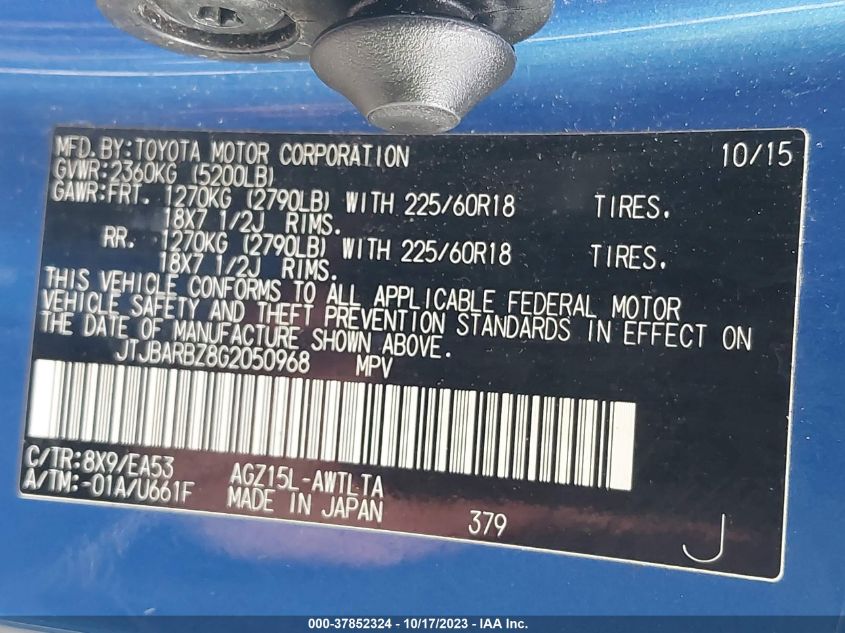 MFD. BY: TOYOTA MOTOR CORPORATION 10/15
GVWR: 2360KG (5200LB)
GAWR: FRT. 1270KG (2790LB) WITH 225/60R18 TIRES.
18X7 1/2J RIMS.
RR. 1270KG (2790LB) WITH 225/60R18 TIRES.
18X7 1/2J RIMS.
THIS VEHICLE CONFORMS TO ALL APPLICABLE FEDERAL MOTOR
VEHICLE SAFETY AND THEFT PREVENTION STANDARDS IN EFFECT ON
THE DATE OF MANUFACTURE SHOWN ABOVE.
JTJBARBZ8G2050968 MPV
C/TR: 8X9/EA53 AGZ15L-AWTLTA
A/TM: -01A/U661F MADE IN JAPAN 379 J
000-37852324 - 10/17/2023 - IAA Inc.